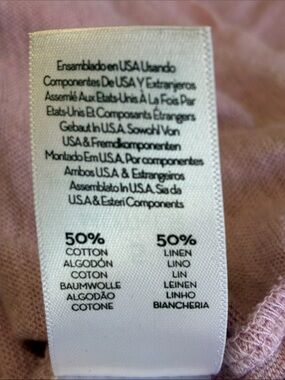 Ensamblado en USA Usando
Componentes De USA Y Extranjeros
Assemlé Aux Etats-Unis À La Fois Par
Etats-Unis Et Composants Etrangers
Gebaut In U.S.A. Sowohl Von
USA & Fremdkomponenten
Montado Em U.S.A. Por componentes
Ambos U.S.A & Estrangeiros
Assemblato In U.S.A. Sia da
U.S.A & Esteri Components
50%
COTTON
ALGODÓN
COTON
BAUMWOLLE
ALGODÃO
COTONE
50%
LINEN
LINO
LIN
LEINEN
LINHO
BIANCHERIA